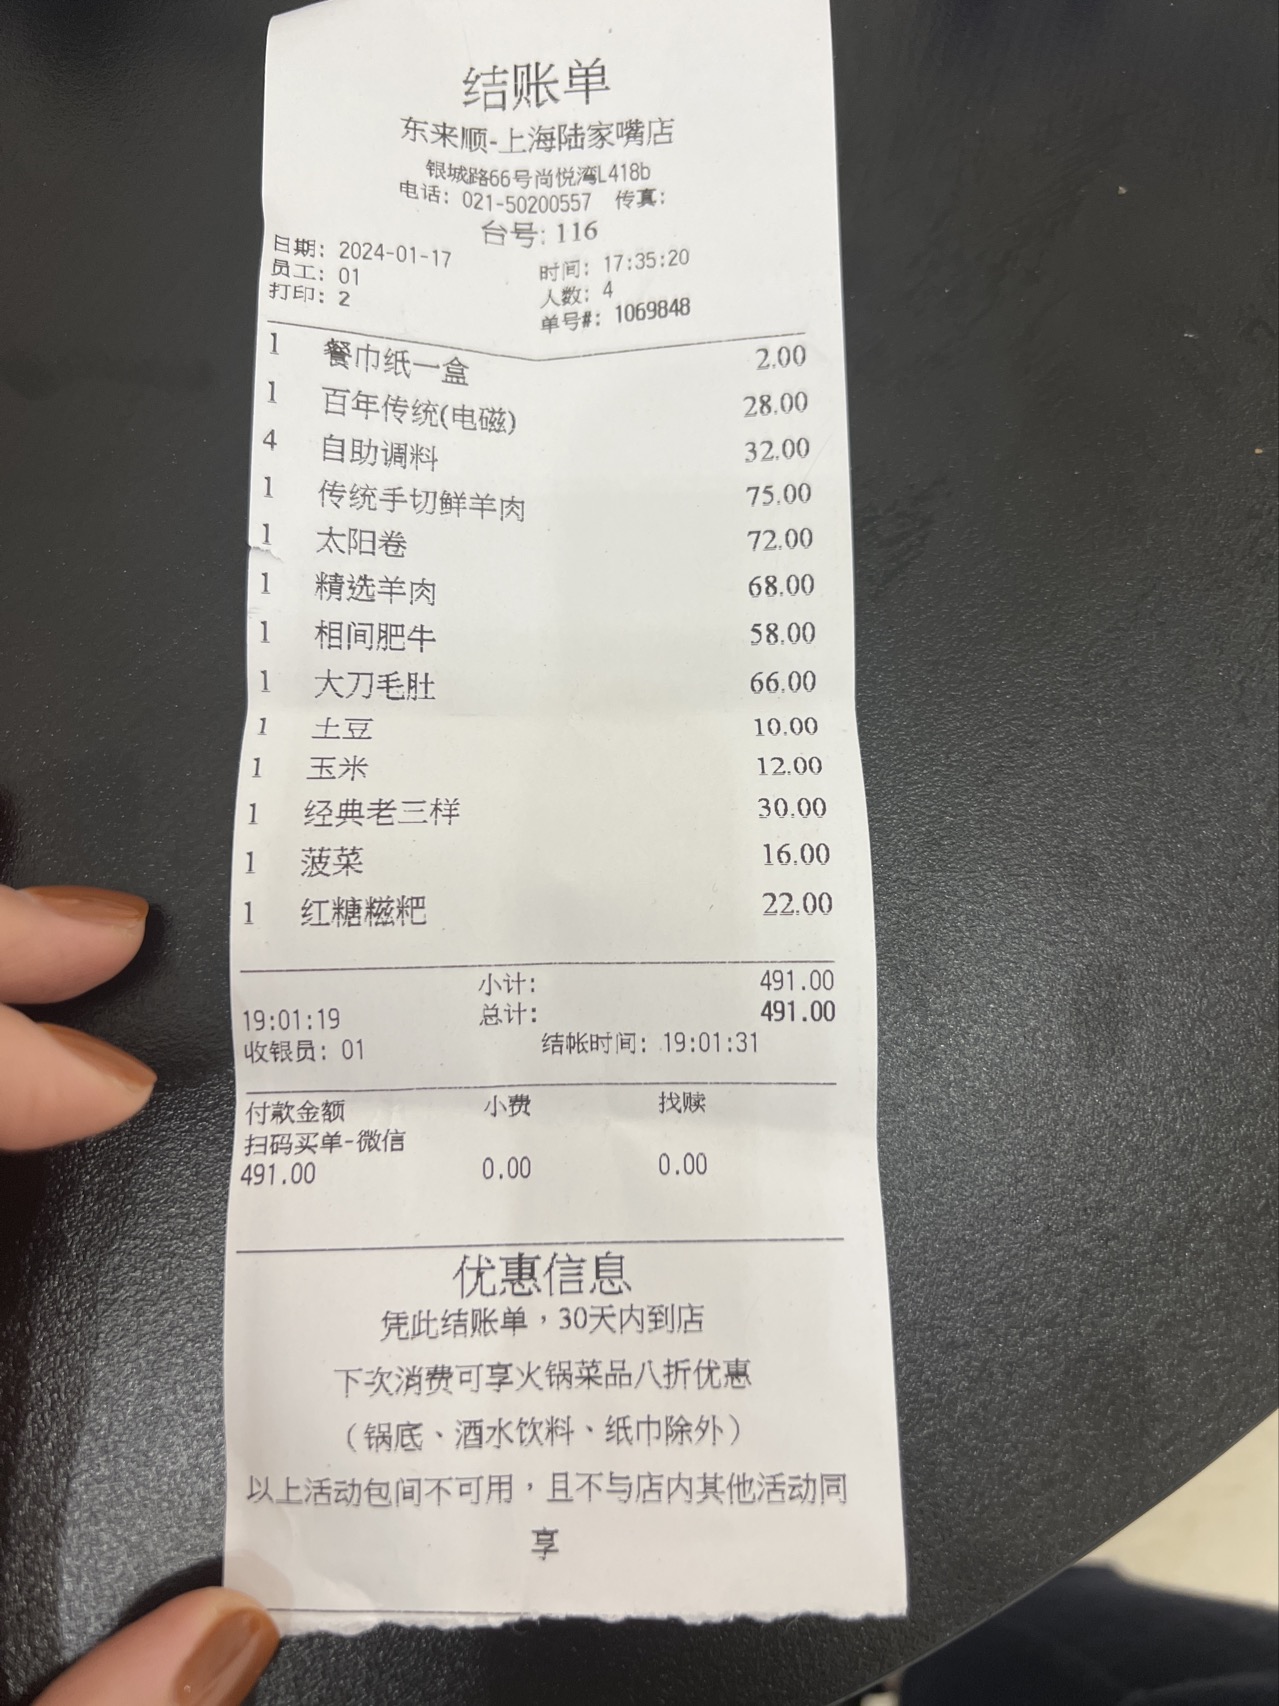 结账单
东来顺-上海陆家嘴店
银城路66号尚悦湾L418b
电话: 021-50200557 传真:
台号: 116
日期: 2024-01-17 时间: 17:35:20
员工: 01 人数: 4
打印: 2 单号#: 1069848
1 餐巾纸一盒 2.00
1 百年传统(电磁) 28.00
4 自助调料 32.00
1 传统手切鲜羊肉 75.00
1 太阳卷 72.00
1 精选羊肉 68.00
1 相间肥牛 58.00
1 大刀毛肚 66.00
1 土豆 10.00
1 玉米 12.00
1 经典老三样 30.00
1 菠菜 16.00
1 红糖糍粑 22.00
小计: 491.00
19:01:19 总计: 491.00
收银员: 01 结帐时间: 19:01:31
付款金额 小费 找赎
扫码买单-微信
491.00 0.00 0.00
优惠信息
凭此结账单，30天内到店
下次消费可享火锅菜品八折优惠
（锅底、酒水饮料、纸巾除外）
以上活动包间不可用，且不与店内其他活动同
享